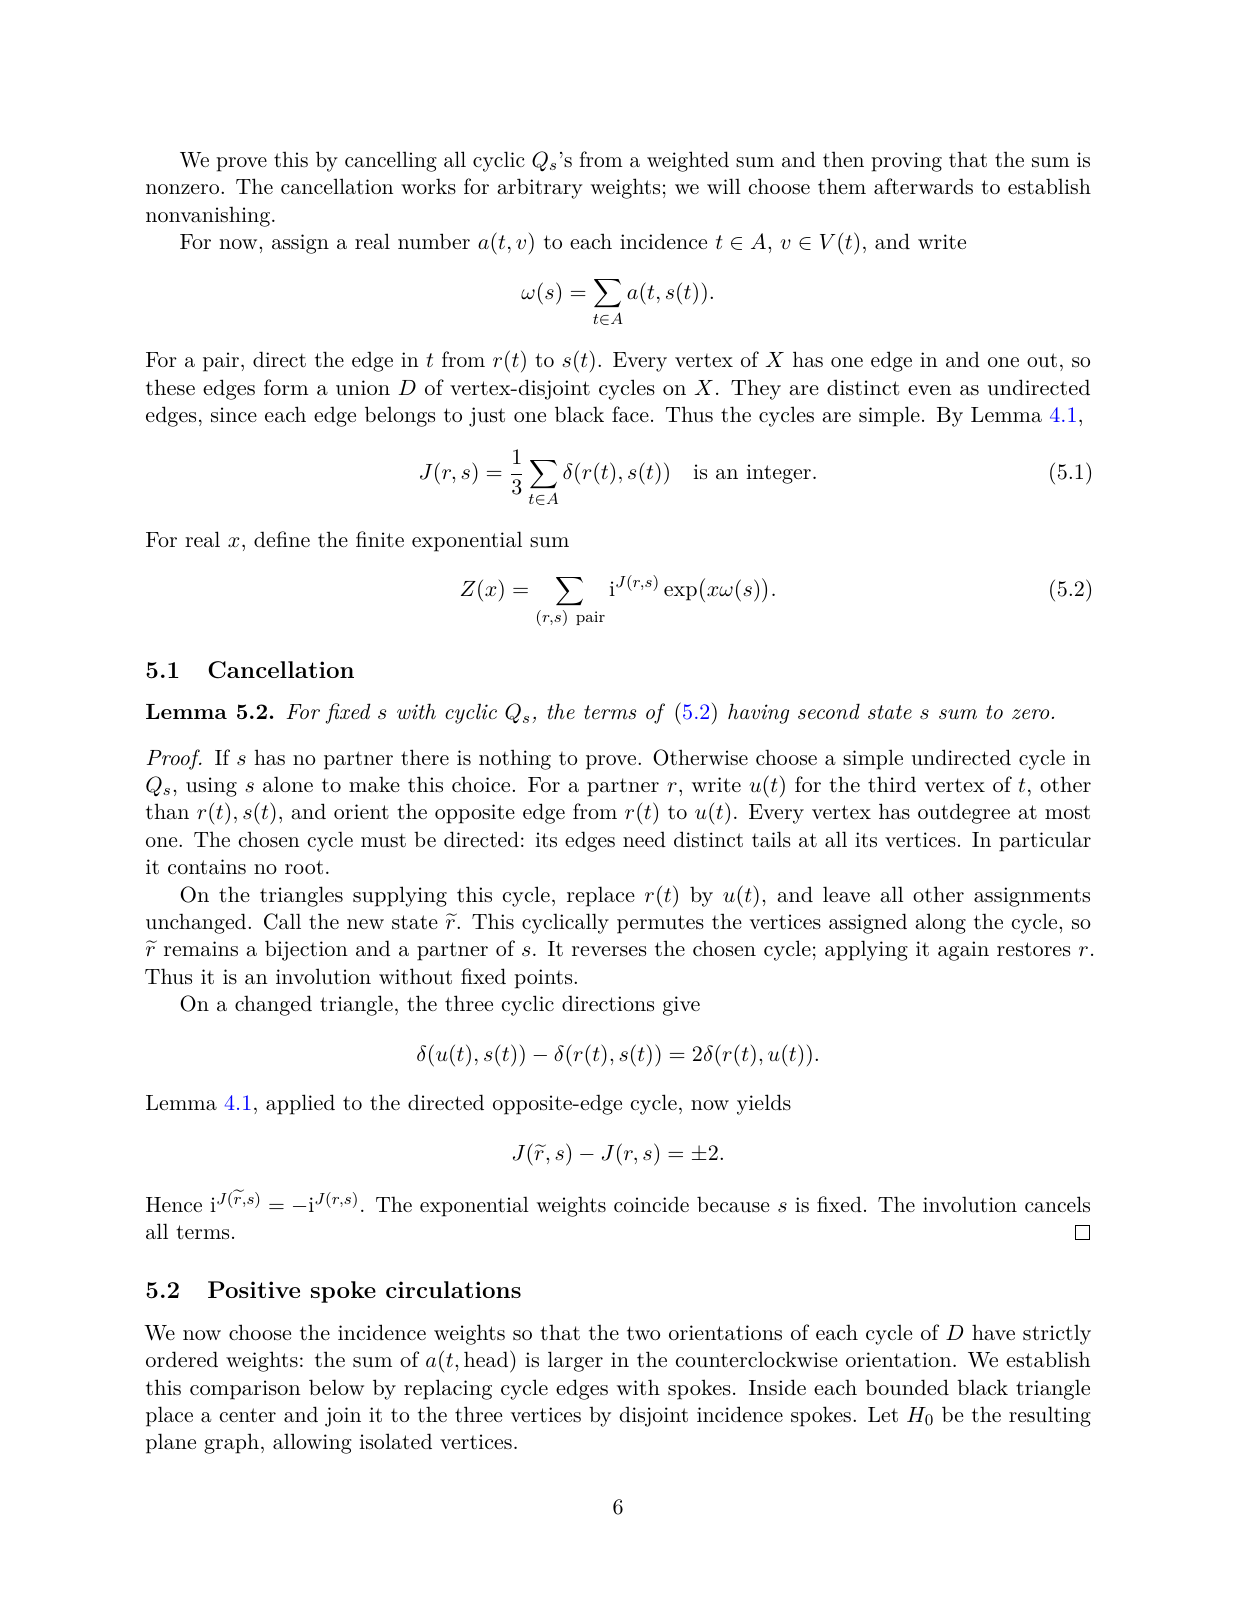 We prove this by cancelling all cyclic Qₛ's from a weighted sum and then proving that the sum is
nonzero. The cancellation works for arbitrary weights; we will choose them afterwards to establish
nonvanishing.
For now, assign a real number a(t, v) to each incidence t ∈ A, v ∈ V(t), and write
ω(s) = ∑_{t∈A} a(t, s(t)).
For a pair, direct the edge in t from r(t) to s(t). Every vertex of X has one edge in and one out, so
these edges form a union D of vertex-disjoint cycles on X. They are distinct even as undirected
edges, since each edge belongs to just one black face. Thus the cycles are simple. By Lemma 4.1,
J(r, s) = \frac{1}{3} ∑_{t∈A} δ(r(t), s(t)) is an integer. (5.1)
For real x, define the finite exponential sum
Z(x) = ∑_{(r,s) pair} i^{J(r,s)} exp(xω(s)). (5.2)
5.1 Cancellation
Lemma 5.2. For fixed s with cyclic Qₛ, the terms of (5.2) having second state s sum to zero.
Proof. If s has no partner there is nothing to prove. Otherwise choose a simple undirected cycle in
Qₛ, using s alone to make this choice. For a partner r, write u(t) for the third vertex of t, other
than r(t), s(t), and orient the opposite edge from r(t) to u(t). Every vertex has outdegree at most
one. The chosen cycle must be directed: its edges need distinct tails at all its vertices. In particular
it contains no root.
On the triangles supplying this cycle, replace r(t) by u(t), and leave all other assignments
unchanged. Call the new state r̃. This cyclically permutes the vertices assigned along the cycle, so
r̃ remains a bijection and a partner of s. It reverses the chosen cycle; applying it again restores r.
Thus it is an involution without fixed points.
On a changed triangle, the three cyclic directions give
δ(u(t), s(t)) − δ(r(t), s(t)) = 2δ(r(t), u(t)).
Lemma 4.1, applied to the directed opposite-edge cycle, now yields
J(r̃, s) − J(r, s) = ±2.
Hence i^{J(r̃,s)} = −i^{J(r,s)}. The exponential weights coincide because s is fixed. The involution cancels
all terms. □
5.2 Positive spoke circulations
We now choose the incidence weights so that the two orientations of each cycle of D have strictly
ordered weights: the sum of a(t, head) is larger in the counterclockwise orientation. We establish
this comparison below by replacing cycle edges with spokes. Inside each bounded black triangle
place a center and join it to the three vertices by disjoint incidence spokes. Let H₀ be the resulting
plane graph, allowing isolated vertices.
6